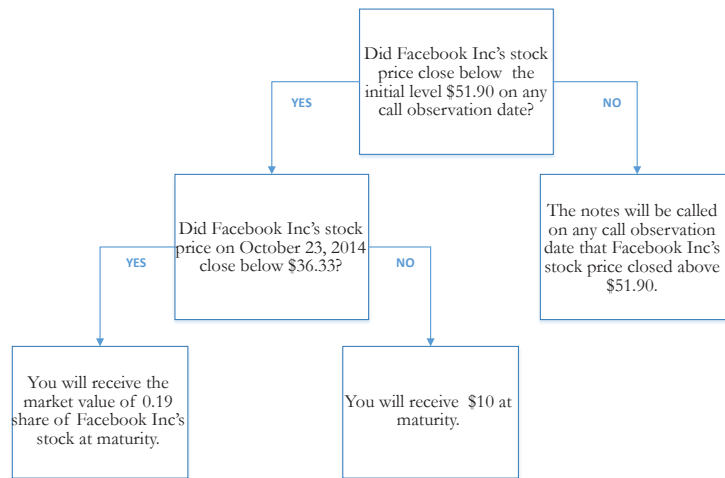 Did Facebook Inc's stock
price close below the
initial level $51.90 on any
call observation date?
YES
NO
Did Facebook Inc's stock
price on October 23, 2014
close below $36.33?
The notes will be called
on any call observation
date that Facebook Inc's
stock price closed above
$51.90.
YES
NO
You will receive the
market value of 0.19
share of Facebook Inc's
stock at maturity.
You will receive $10 at
maturity.